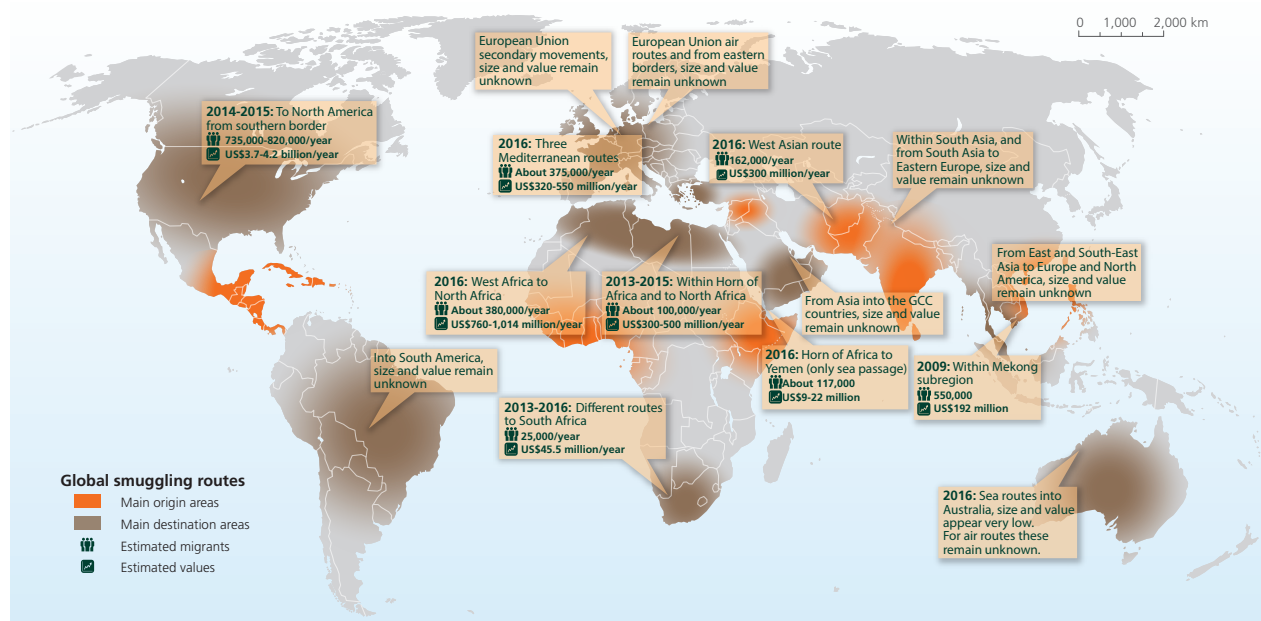 0 1,000 2,000 km
European Union
secondary movements,
size and value remain
unknown
European Union air
routes and from eastern
borders, size and value
remain unknown
2014-2015: To North America
from southern border
735,000-820,000/year
US$3.7-4.2 billion/year
2016: Three
Mediterranean routes
About 375,000/year
US$320-550 million/year
2016: West Asian route
162,000/year
US$300 million/year
Within South Asia, and
from South Asia to
Eastern Europe, size and
value remain unknown
From East and South-East
Asia to Europe and North
America, size and value
remain unknown
2016: West Africa to
North Africa
About 380,000/year
US$760-1,014 million/year
2013-2015: Within Horn of
Africa and to North Africa
About 100,000/year
US$300-500 million/year
From Asia into the GCC
countries, size and value
remain unknown
Into South America,
size and value remain
unknown
2016: Horn of Africa to
Yemen (only sea passage)
About 117,000
US$9-22 million
2009: Within Mekong
subregion
550,000
US$192 million
2013-2016: Different routes
to South Africa
25,000/year
US$45.5 million/year
2016: Sea routes into
Australia, size and value
appear very low.
For air routes these
remain unknown.
Global smuggling routes
Main origin areas
Main destination areas
Estimated migrants
Estimated values